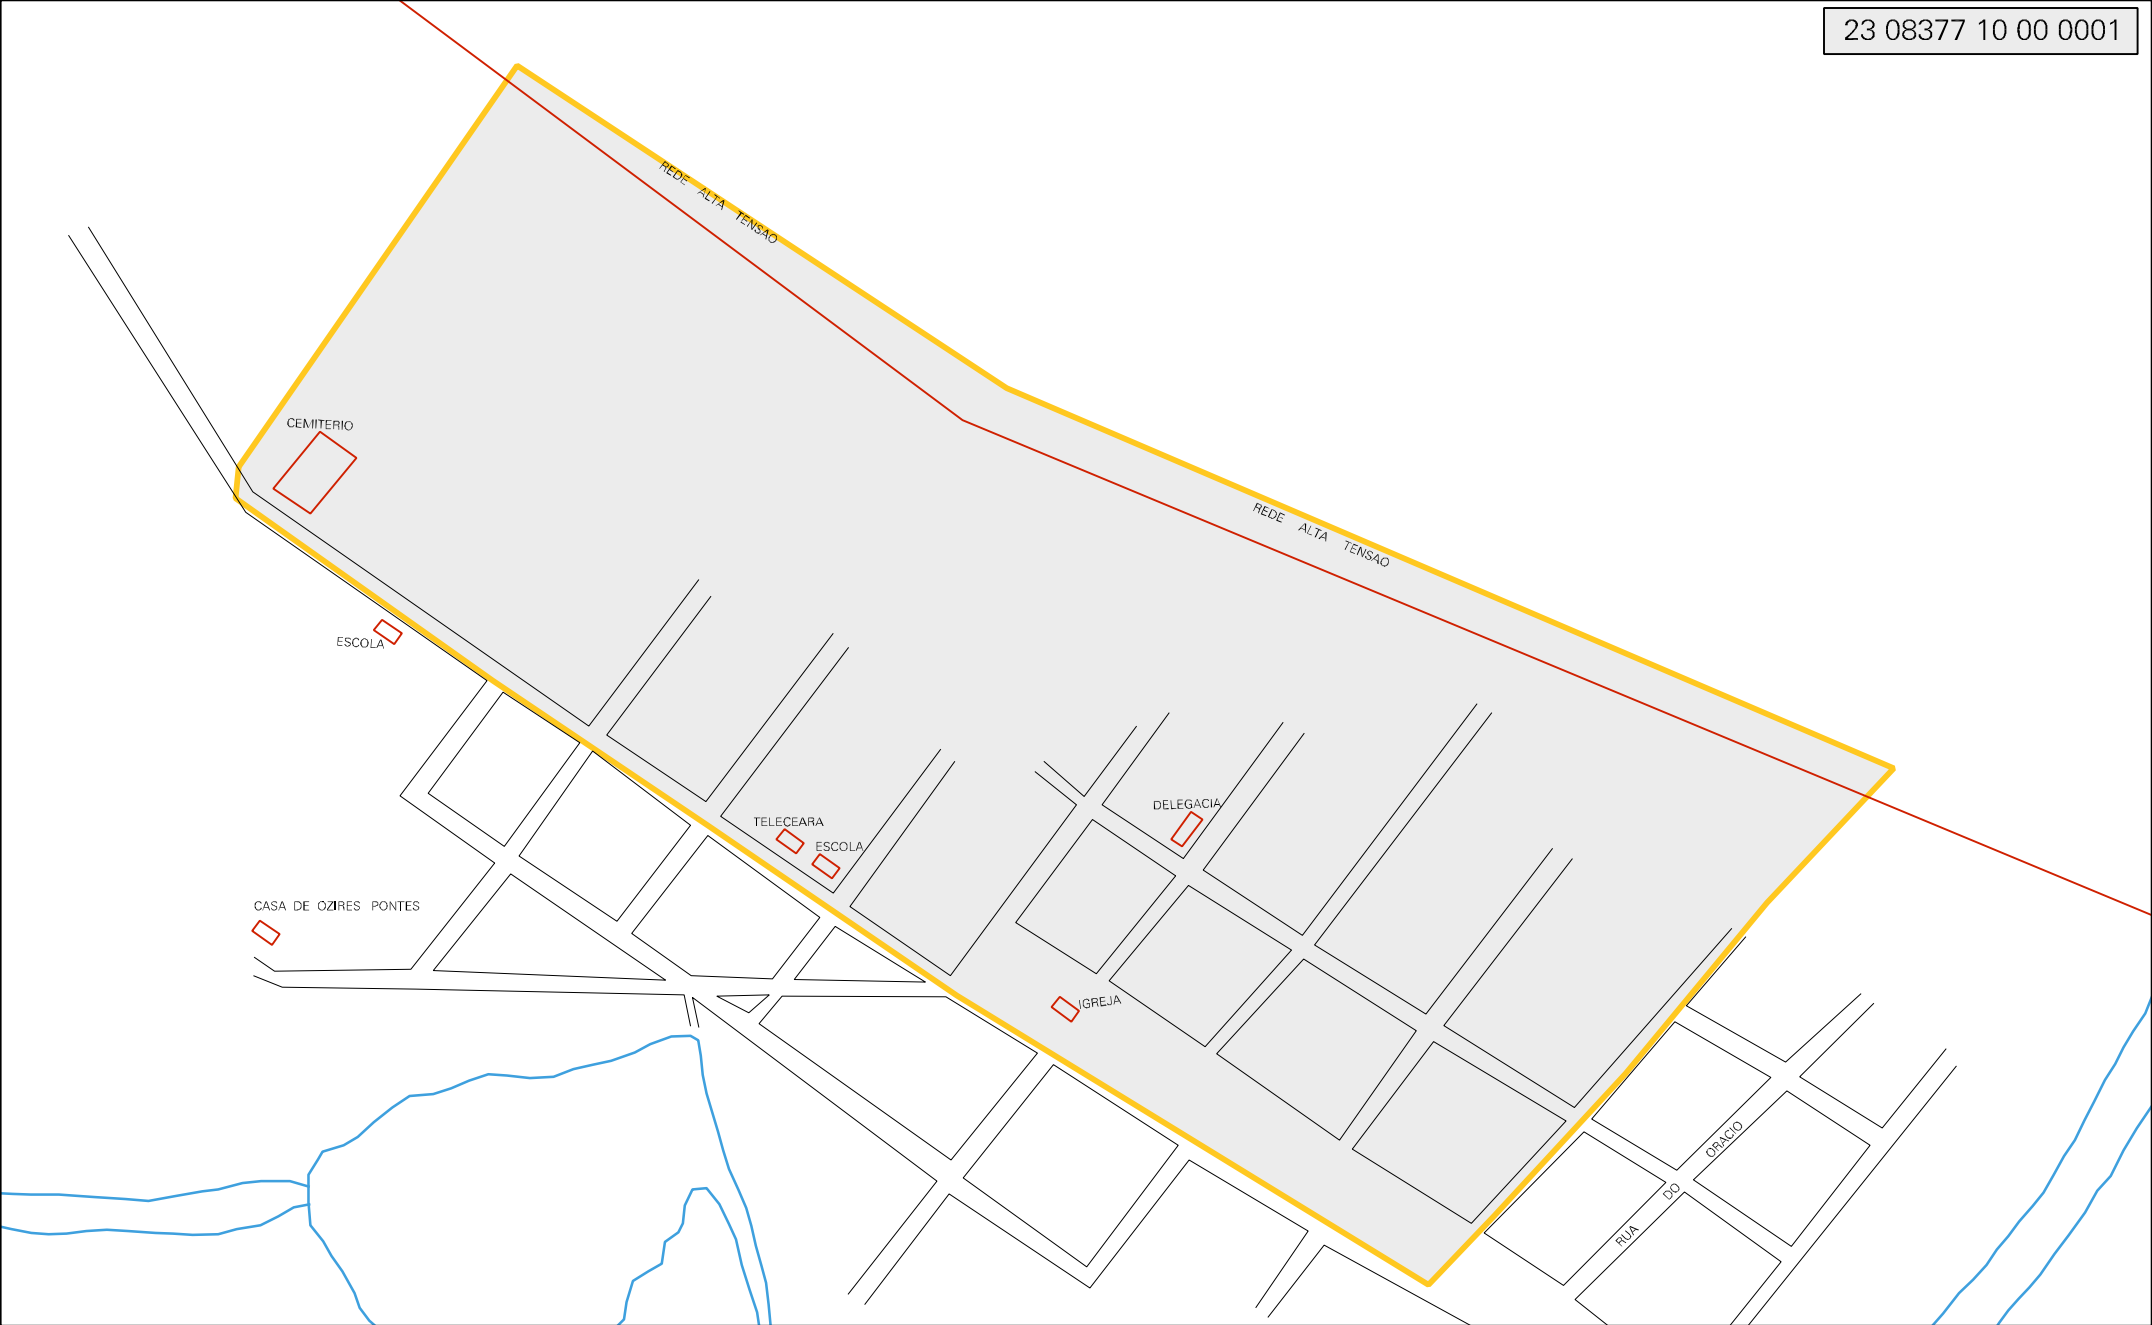 23 08377 10 00 0001
REDE ALTA TENSAO
CEMITERIO
REDE ALTA TENSAO
ESCOLA
DELEGACIA
TELECEARA
ESCOLA
CASA DE OZIRES PONTES
IGREJA
RUA DO ORACIO